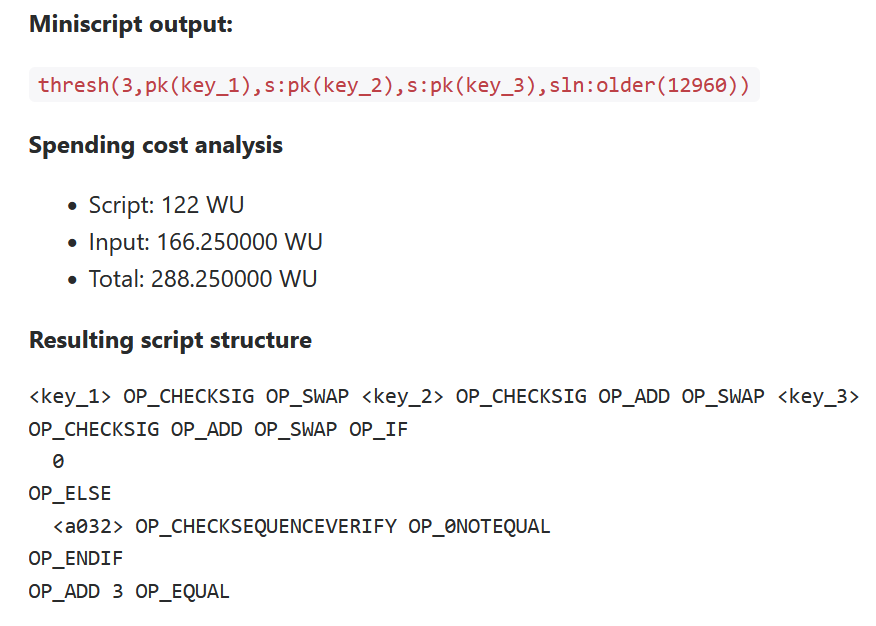 Miniscript output:
thresh(3,pk(key_1),s:pk(key_2),s:pk(key_3),sln:older(12960))
Spending cost analysis
• Script: 122 WU
• Input: 166.250000 WU
• Total: 288.250000 WU
Resulting script structure
<key_1> OP_CHECKSIG OP_SWAP <key_2> OP_CHECKSIG OP_ADD OP_SWAP <key_3>
OP_CHECKSIG OP_ADD OP_SWAP OP_IF
  0
OP_ELSE
  <a032> OP_CHECKSEQUENCEVERIFY OP_0NOTEQUAL
OP_ENDIF
OP_ADD 3 OP_EQUAL